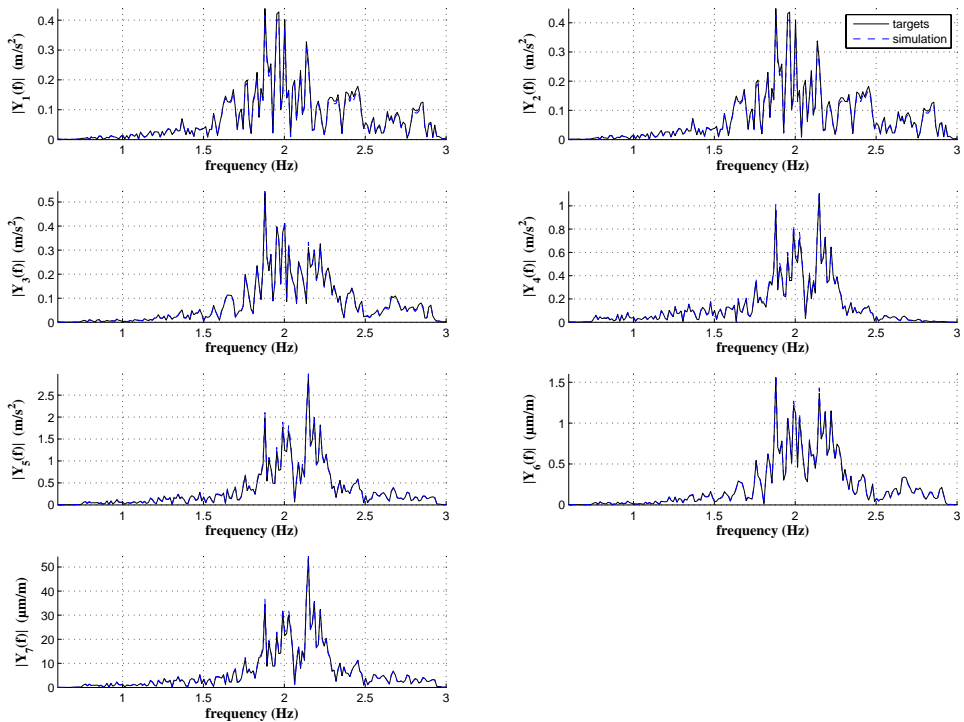 |Y1(f)| (m/s²)
0.4
0.3
0.2
0.1
0
1 1.5 2 2.5 3
frequency (Hz)
|Y2(f)| (m/s²)
0.4
0.3
0.2
0.1
0
1 1.5 2 2.5 3
frequency (Hz)
targets
simulation
|Y3(f)| (m/s²)
0.5
0.4
0.3
0.2
0.1
0
1 1.5 2 2.5 3
frequency (Hz)
|Y4(f)| (m/s²)
1
0.8
0.6
0.4
0.2
0
1 1.5 2 2.5 3
frequency (Hz)
|Y5(f)| (m/s²)
2.5
2
1.5
1
0.5
0
1 1.5 2 2.5 3
frequency (Hz)
|Y6(f)| (µm/m)
1.5
1
0.5
0
1 1.5 2 2.5 3
frequency (Hz)
|Y7(f)| (µm/m)
50
40
30
20
10
0
1 1.5 2 2.5 3
frequency (Hz)